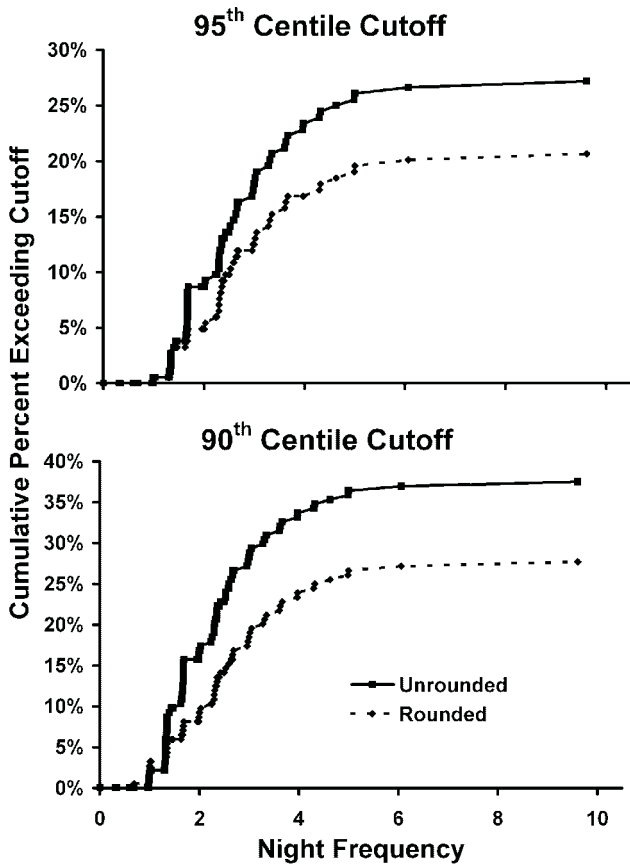 95th Centile Cutoff
30%
25%
20%
15%
10%
5%
0%
Cumulative Percent Exceeding Cutoff
90th Centile Cutoff
40%
35%
30%
25%
20%
15%
10%
5%
0%
Unrounded
Rounded
0 2 4 6 8 10
Night Frequency